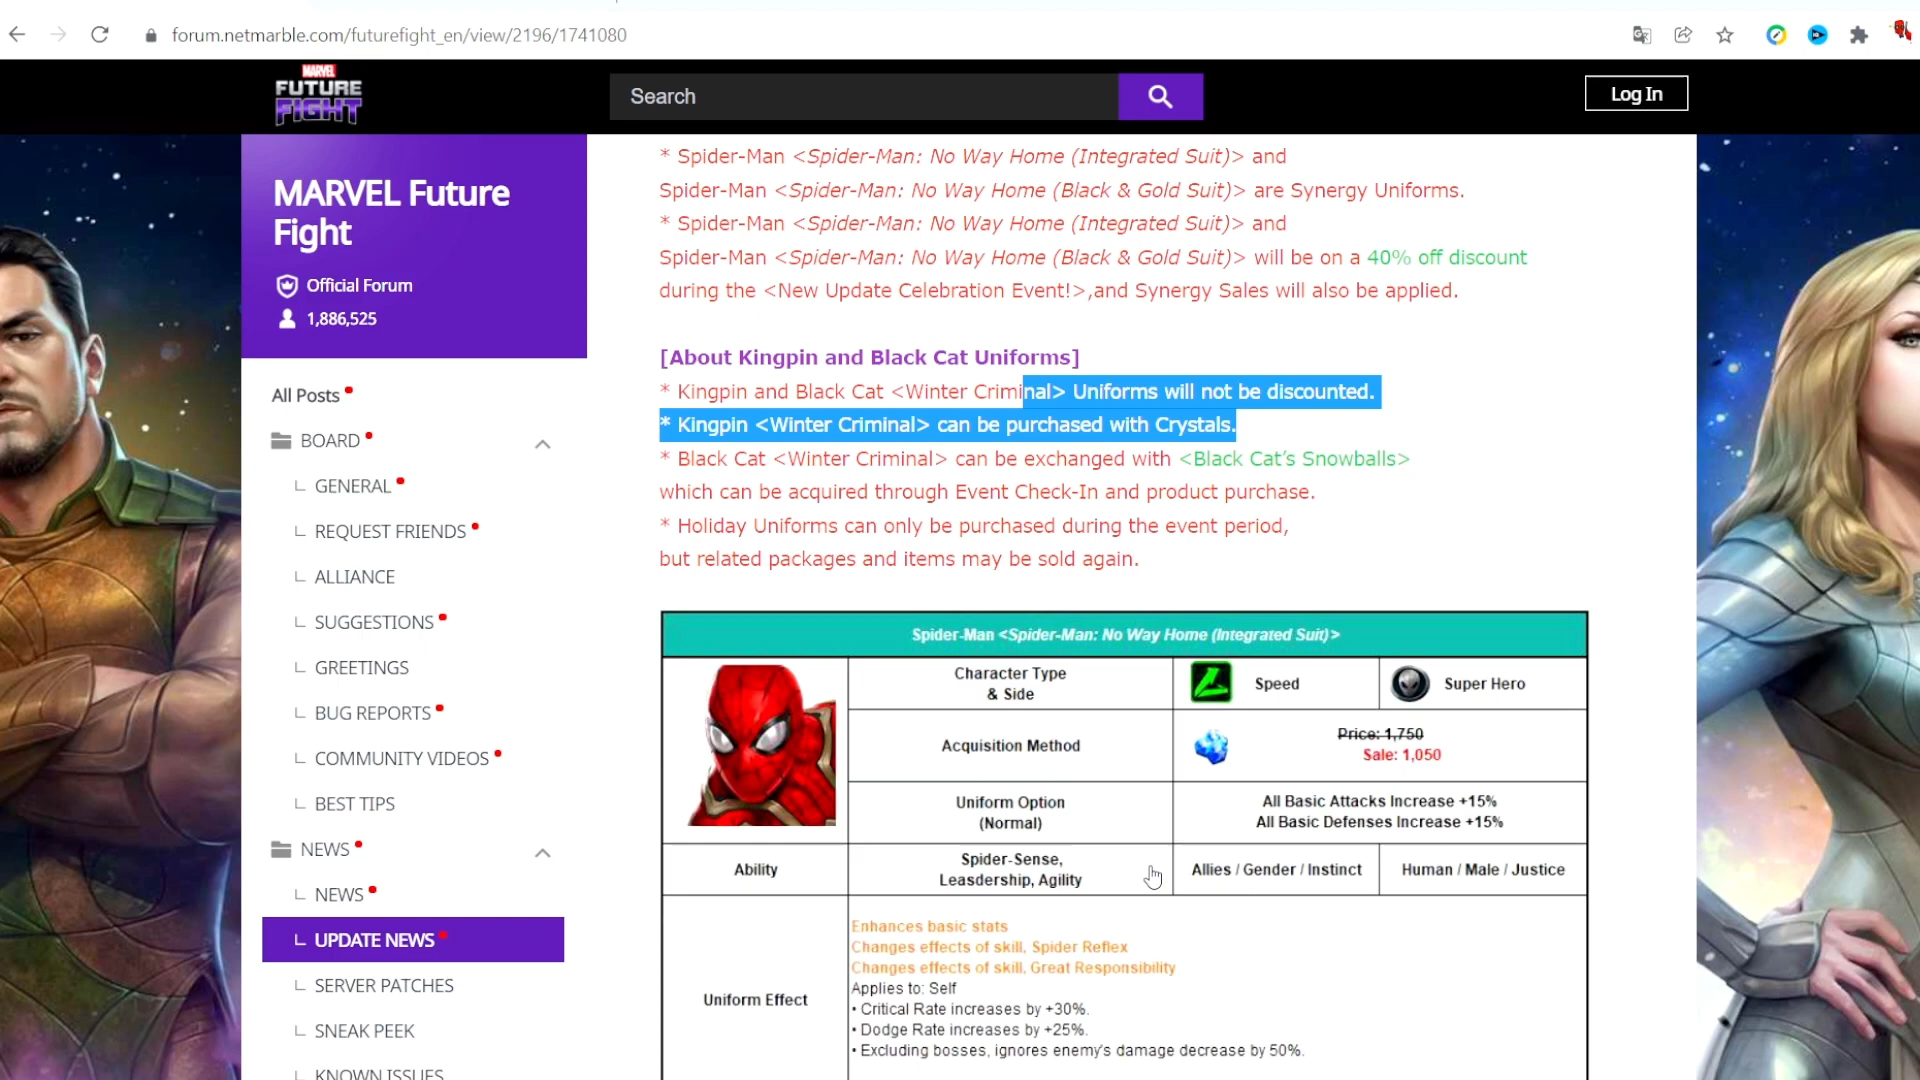 forum.netmarble.com/futurefight_en/view/2196/1741080
MARVEL
FUTURE
FIGHT
Search
Log In
MARVEL Future
Fight
Official Forum
1,886,525
All Posts
BOARD
GENERAL
REQUEST FRIENDS
ALLIANCE
SUGGESTIONS
GREETINGS
BUG REPORTS
COMMUNITY VIDEOS
BEST TIPS
NEWS
NEWS
UPDATE NEWS
SERVER PATCHES
SNEAK PEEK
KNOWN ISSUES
* Spider-Man <Spider-Man: No Way Home (Integrated Suit)> and
Spider-Man <Spider-Man: No Way Home (Black & Gold Suit)> are Synergy Uniforms.
* Spider-Man <Spider-Man: No Way Home (Integrated Suit)> and
Spider-Man <Spider-Man: No Way Home (Black & Gold Suit)> will be on a 40% off discount
during the <New Update Celebration Event!>,and Synergy Sales will also be applied.
[About Kingpin and Black Cat Uniforms]
* Kingpin and Black Cat <Winter Criminal> Uniforms will not be discounted.
* Kingpin <Winter Criminal> can be purchased with Crystals.
* Black Cat <Winter Criminal> can be exchanged with <Black Cat's Snowballs>
which can be acquired through Event Check-In and product purchase.
* Holiday Uniforms can only be purchased during the event period,
but related packages and items may be sold again.
Spider-Man <Spider-Man: No Way Home (Integrated Suit)>
Character Type
& Side
Speed
Super Hero
Acquisition Method
Price: 1,750
Sale: 1,050
Uniform Option
(Normal)
All Basic Attacks Increase +15%
All Basic Defenses Increase +15%
Ability
Spider-Sense,
Leasdership, Agility
Allies / Gender / Instinct
Human / Male / Justice
Uniform Effect
Enhances basic stats
Changes effects of skill, Spider Reflex
Changes effects of skill, Great Responsibility
Applies to: Self
• Critical Rate increases by +30%.
• Dodge Rate increases by +25%.
• Excluding bosses, ignores enemy's damage decrease by 50%.